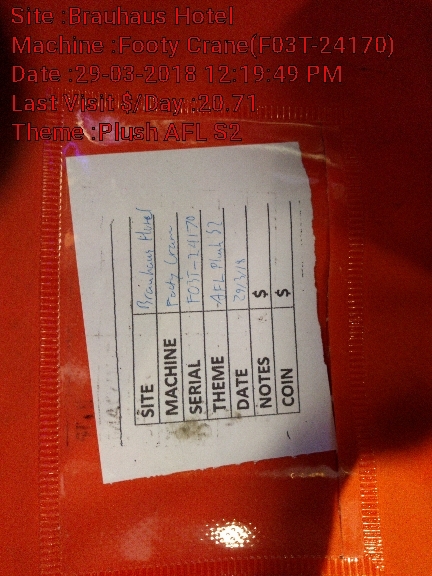 Site :Brauhaus Hotel
Machine :Footy Crane(F03T-24170)
Date :29-03-2018 12:19:49 PM
Last Visit $/Day :20.71
Theme :Plush AFL S2
SITE Brauhaus Hotel
MACHINE Footy Crane
SERIAL F03T-24170
THEME AFL Plush S2
DATE 29/3/18
NOTES $
COIN $